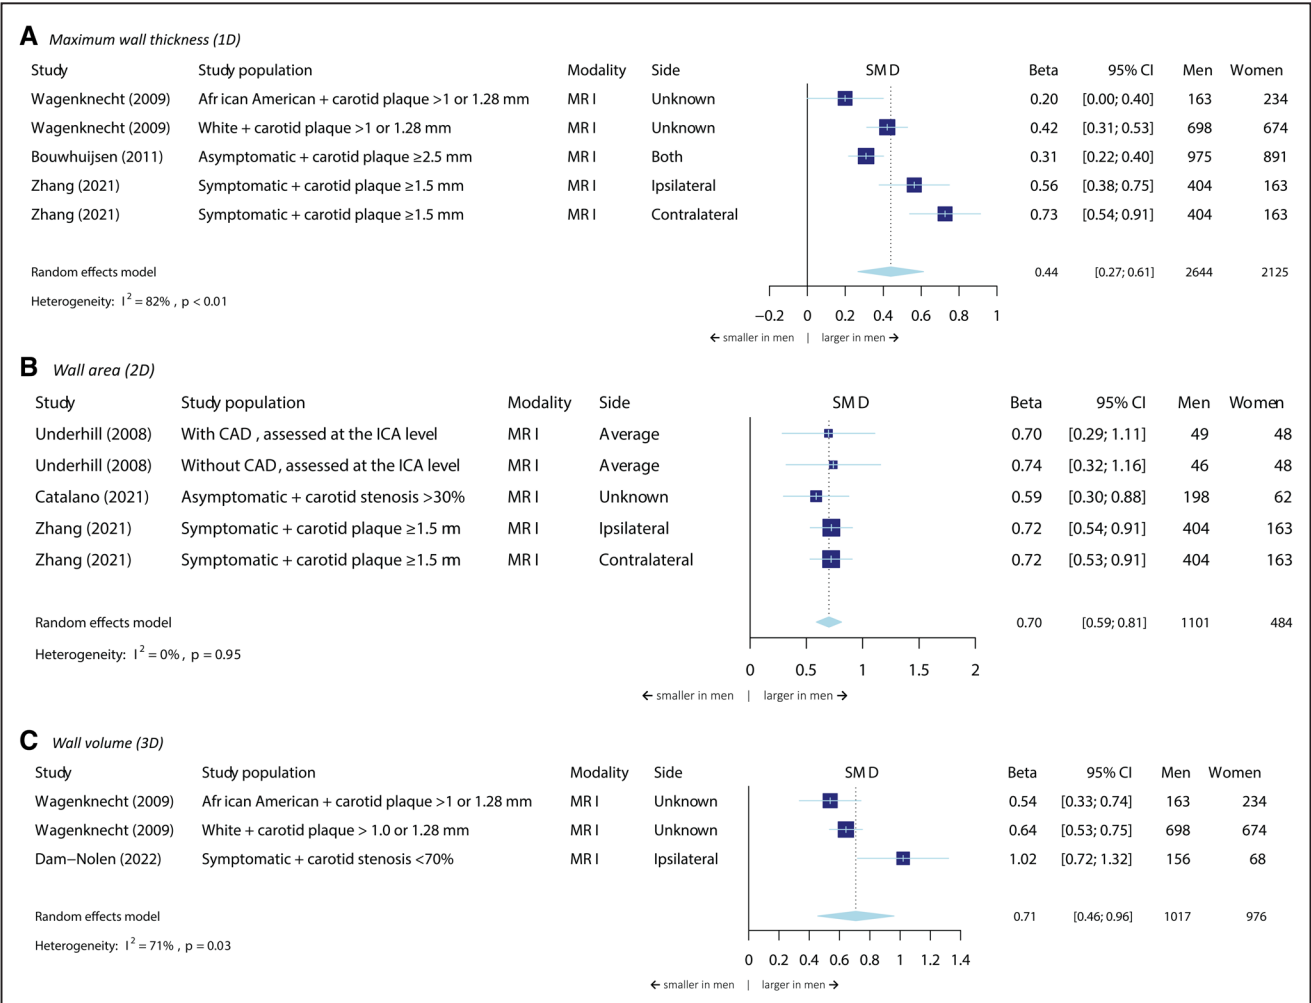 A Maximum wall thickness (1D)
Study Study population Modality Side SMD Beta 95% CI Men Women
Wagenknecht (2009) African American + carotid plaque >1 or 1.28 mm MRI Unknown 0.20 [0.00; 0.40] 163 234
Wagenknecht (2009) White + carotid plaque >1 or 1.28 mm MRI Unknown 0.42 [0.31; 0.53] 698 674
Bouwhuijsen (2011) Asymptomatic + carotid plaque ≥2.5 mm MRI Both 0.31 [0.22; 0.40] 975 891
Zhang (2021) Symptomatic + carotid plaque ≥1.5 mm MRI Ipsilateral 0.56 [0.38; 0.75] 404 163
Zhang (2021) Symptomatic + carotid plaque ≥1.5 mm MRI Contralateral 0.73 [0.54; 0.91] 404 163
Random effects model 0.44 [0.27; 0.61] 2644 2125
Heterogeneity: I² = 82%, p < 0.01
−0.2 0 0.2 0.4 0.6 0.8 1
← smaller in men | larger in men →
B Wall area (2D)
Study Study population Modality Side SMD Beta 95% CI Men Women
Underhill (2008) With CAD, assessed at the ICA level MRI Average 0.70 [0.29; 1.11] 49 48
Underhill (2008) Without CAD, assessed at the ICA level MRI Average 0.74 [0.32; 1.16] 46 48
Catalano (2021) Asymptomatic + carotid stenosis >30% MRI Unknown 0.59 [0.30; 0.88] 198 62
Zhang (2021) Symptomatic + carotid plaque ≥1.5 m MRI Ipsilateral 0.72 [0.54; 0.91] 404 163
Zhang (2021) Symptomatic + carotid plaque ≥1.5 m MRI Contralateral 0.72 [0.53; 0.91] 404 163
Random effects model 0.70 [0.59; 0.81] 1101 484
Heterogeneity: I² = 0%, p = 0.95
0 0.5 1 1.5 2
← smaller in men | larger in men →
C Wall volume (3D)
Study Study population Modality Side SMD Beta 95% CI Men Women
Wagenknecht (2009) African American + carotid plaque >1 or 1.28 mm MRI Unknown 0.54 [0.33; 0.74] 163 234
Wagenknecht (2009) White + carotid plaque > 1.0 or 1.28 mm MRI Unknown 0.64 [0.53; 0.75] 698 674
Dam−Nolen (2022) Symptomatic + carotid stenosis <70% MRI Ipsilateral 1.02 [0.72; 1.32] 156 68
Random effects model 0.71 [0.46; 0.96] 1017 976
Heterogeneity: I² = 71%, p = 0.03
0 0.2 0.4 0.6 0.8 1 1.2 1.4
← smaller in men | larger in men →